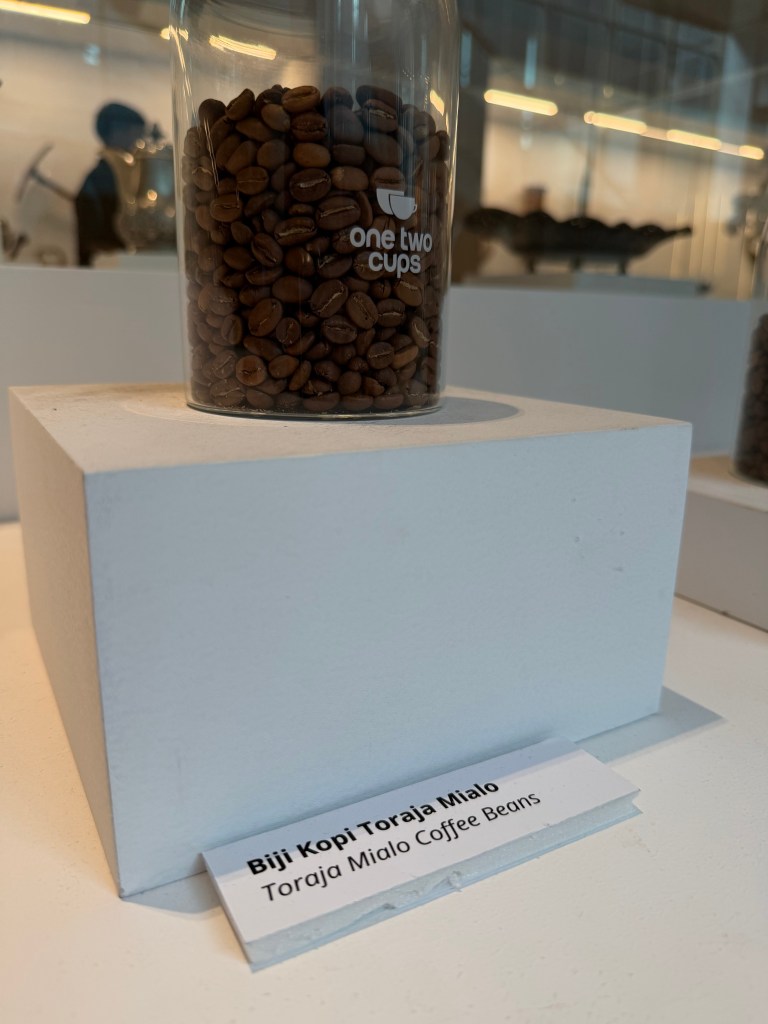 one two
cups
Biji Kopi Toraja Mialo
Toraja Mialo Coffee Beans